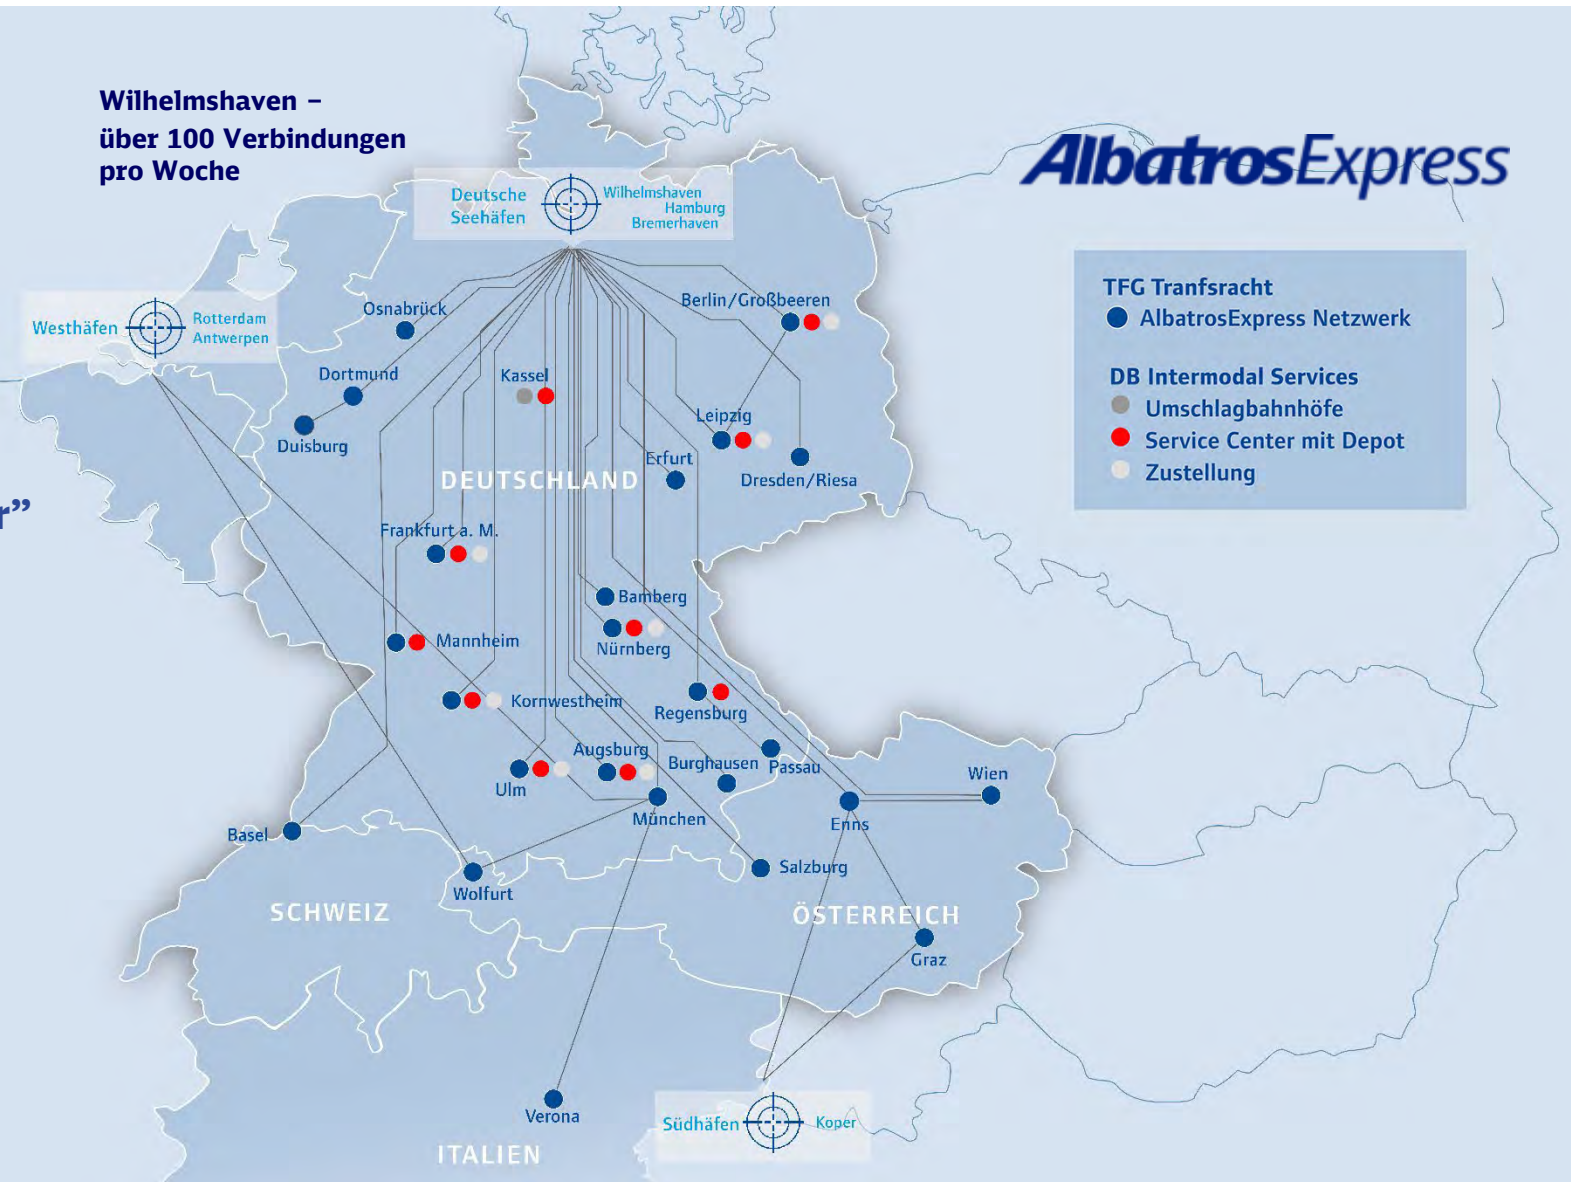 Wilhelmshaven –
über 100 Verbindungen
pro Woche
AlbatrosExpress
Deutsche
Seehäfen
Wilhelmshaven
Hamburg
Bremerhaven
TFG Tranfsracht
AlbatrosExpress Netzwerk
DB Intermodal Services
Umschlagbahnhöfe
Service Center mit Depot
Zustellung
Westhäfen
Rotterdam
Antwerpen
Osnabrück
Berlin/Großbeeren
Dortmund
Kassel
Duisburg
Leipzig
Erfurt
Dresden/Riesa
DEUTSCHLAND
r”
Frankfurt a. M.
Bamberg
Mannheim
Nürnberg
Kornwestheim
Regensburg
Augsburg
Burghausen
Passau
Ulm
Wien
München
Enns
Basel
Salzburg
Wolfurt
SCHWEIZ
ÖSTERREICH
Graz
Verona
Südhäfen
Koper
ITALIEN